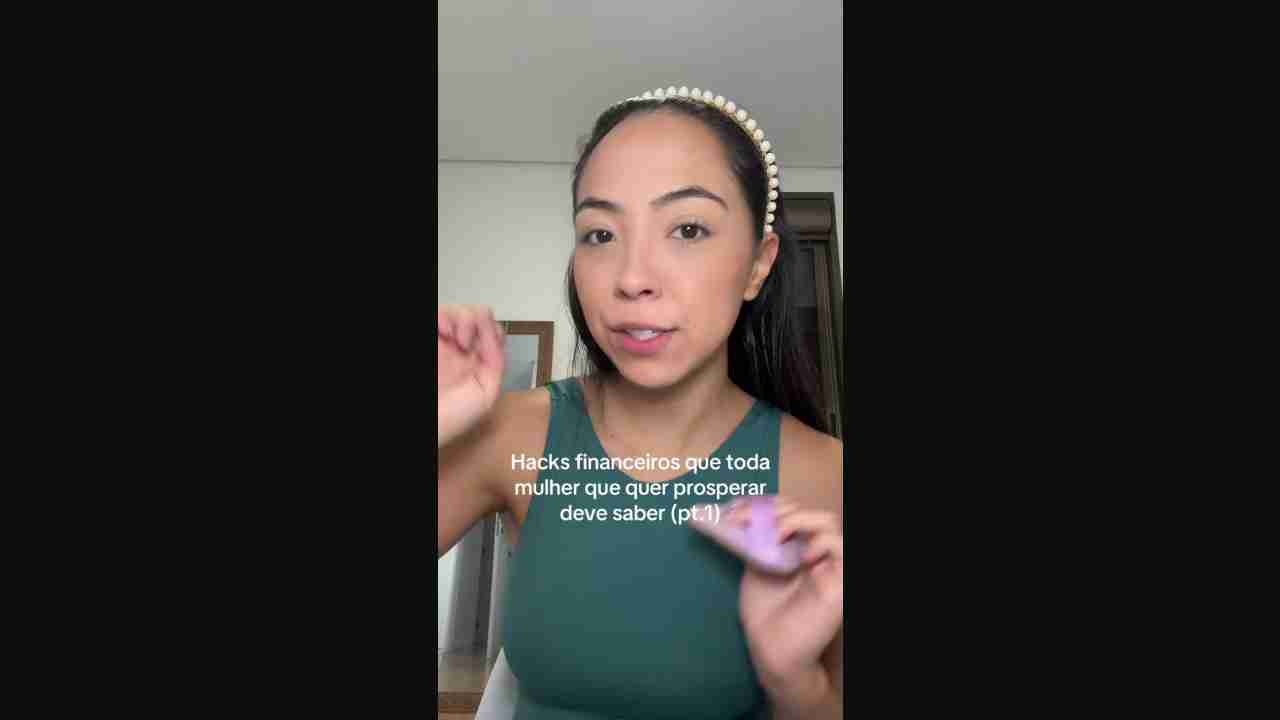 Hacks financeiros que toda
mulher que quer prosperar
deve saber (pt.1)